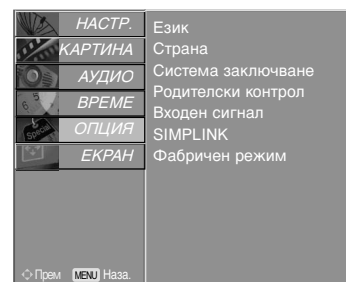 НАСТР.
КАРТИНА
АУДИО
ВРЕМЕ
ОПЦИЯ
ЕКРАН
Прем MENU Наза.
Език
Страна
Система заключване
Родителски контрол
Входен сигнал
SIMPLINK
Фабричен режим